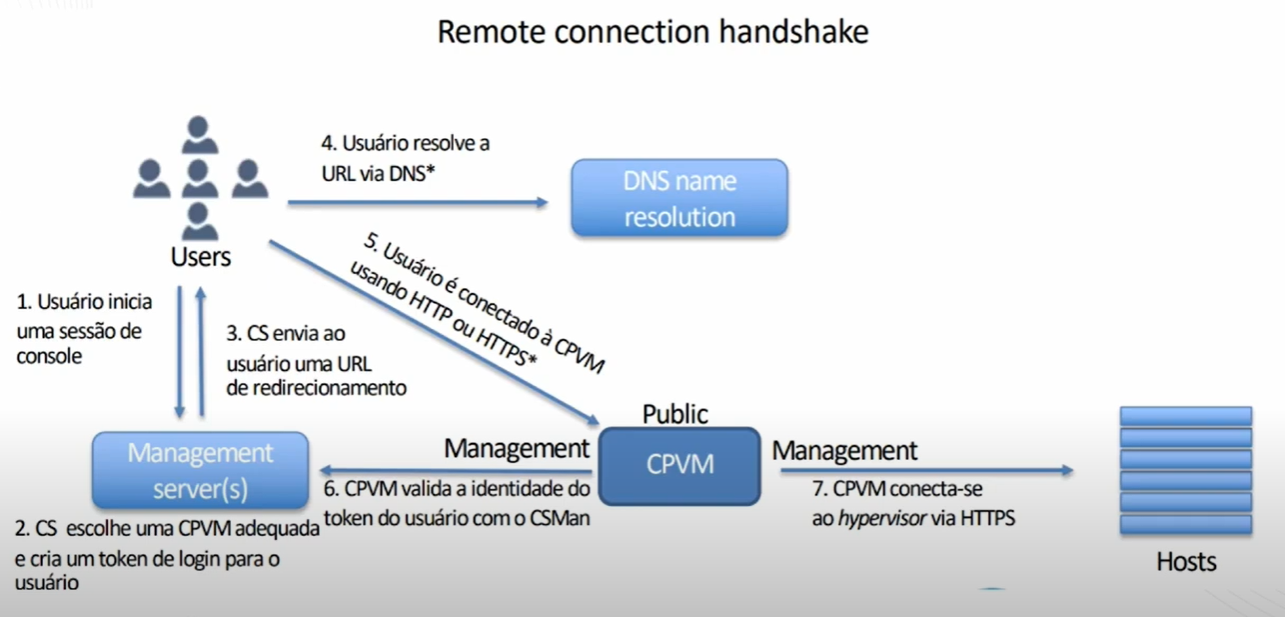 Remote connection handshake
4. Usuário resolve a
URL via DNS*
DNS name
resolution
Users
5. Usuário é conectado à CPVM
usando HTTP ou HTTPS*
1. Usuário inicia
uma sessão de
console
3. CS envia ao
usuário uma URL
de redirecionamento
Management
server(s)
2. CS escolhe uma CPVM adequada
e cria um token de login para o
usuário
Management
6. CPVM valida a identidade do
token do usuário com o CSMan
Public
CPVM
Management
7. CPVM conecta-se
ao hypervisor via HTTPS
Hosts